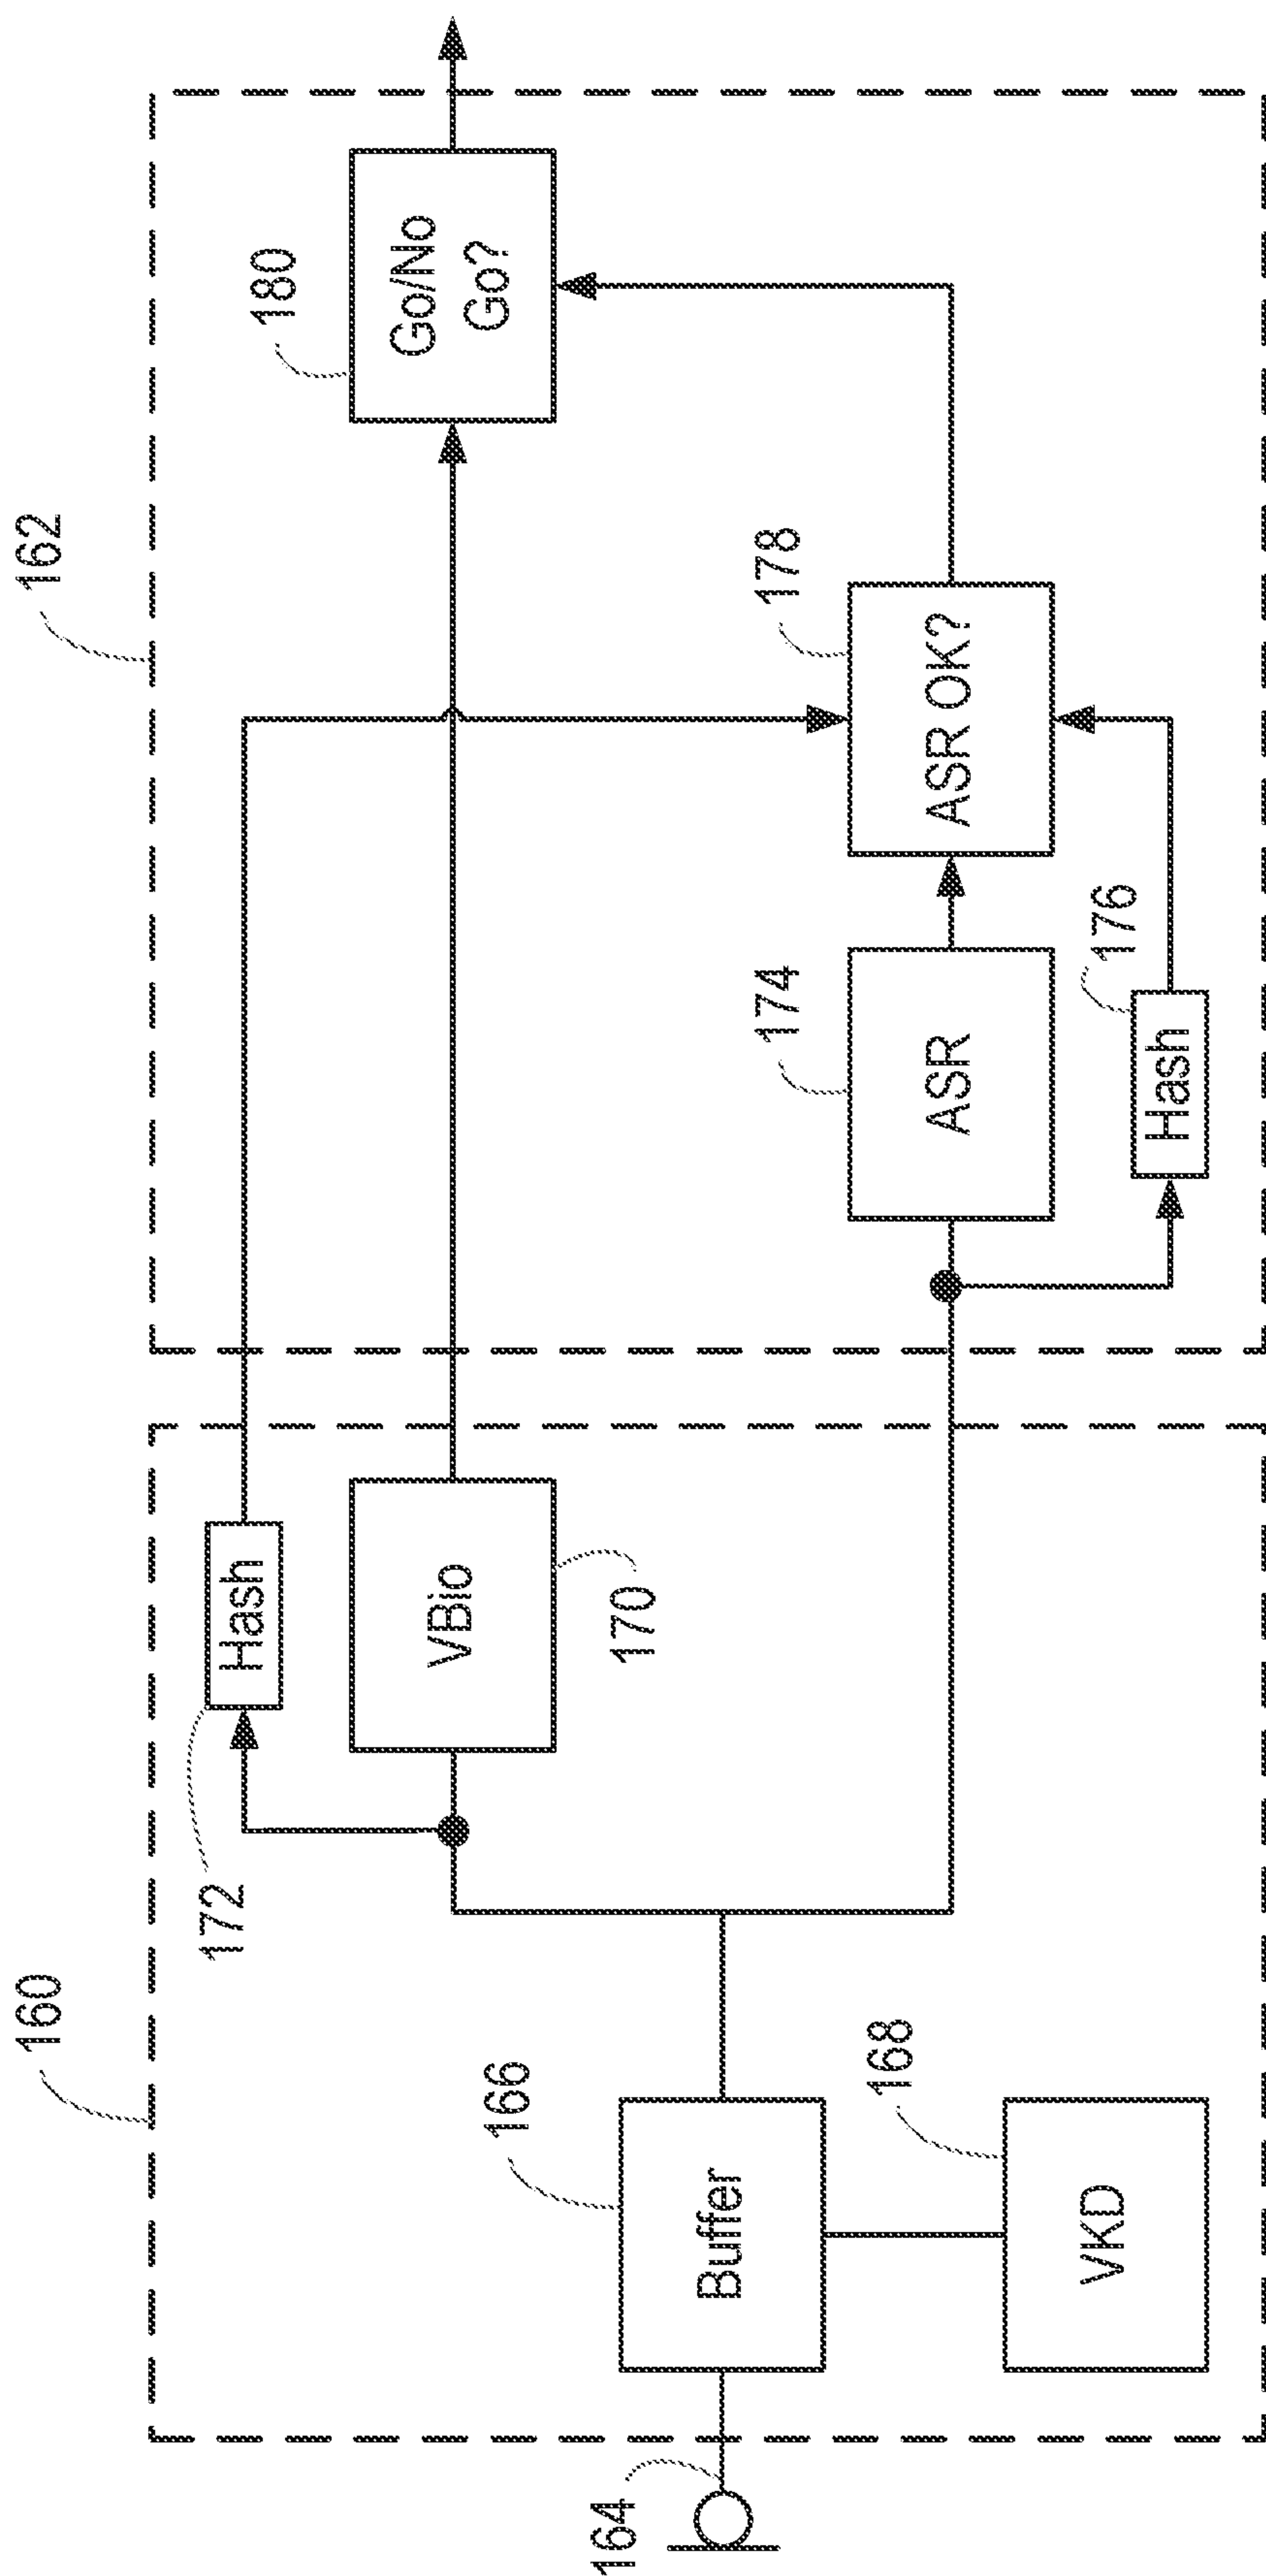 160
162
164
166
Buffer
168
VKD
172
Hash
VBio
170
174
ASR
176
Hash
178
ASR OK?
180
Go/No
Go?